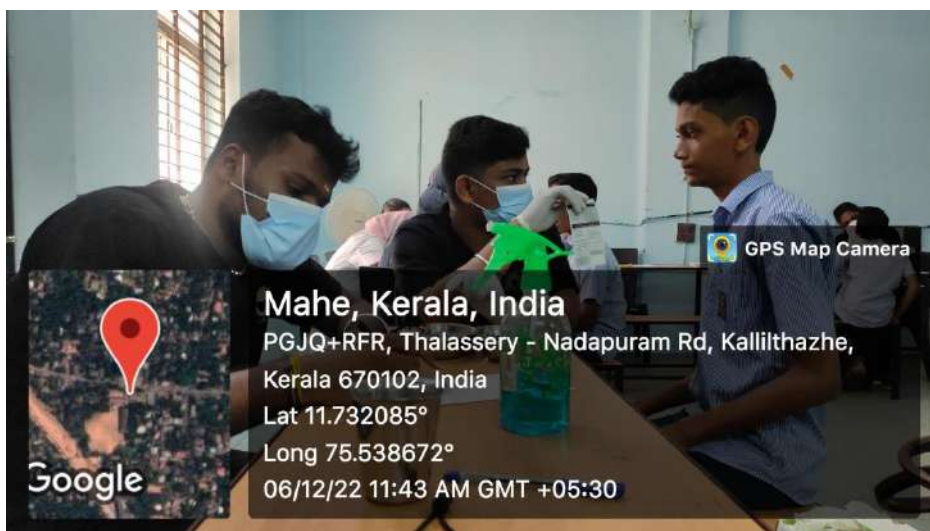 GPS Map Camera
Mahe, Kerala, India
PGJQ+RFR, Thalassery - Nadapuram Rd, Kallilthazhe,
Kerala 670102, India
Lat 11.732085°
Long 75.538672°
06/12/22 11:43 AM GMT +05:30
Google